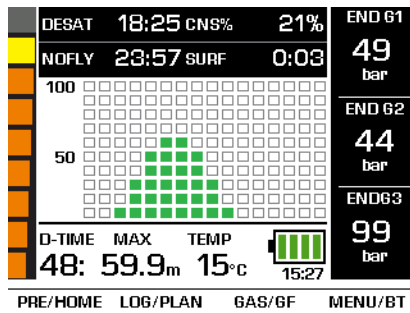 DESAT 18:25 CNS% 21%
NOFLY 23:57 SURF 0:03
100
50
D-TIME MAX TEMP
48: 59.9m 15°C
15:27
END G1
49
bar
END G2
44
bar
ENDG3
99
bar
PRE/HOME LOG/PLAN GAS/GF MENU/BT